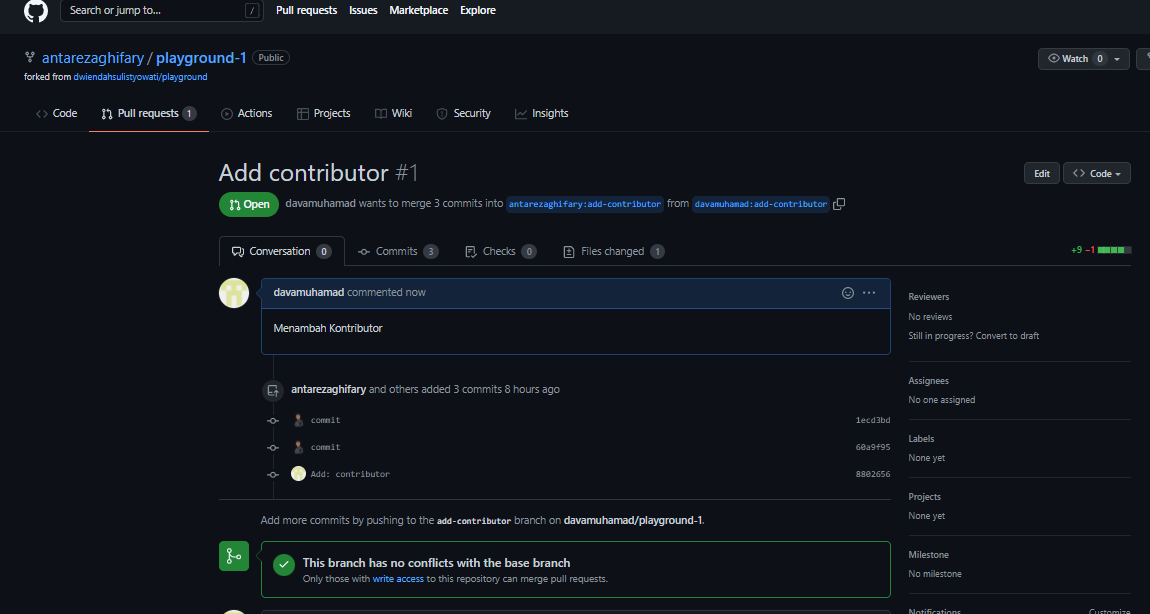 Search or jump to... / Pull requests Issues Marketplace Explore
antarezaghifary / playground-1 Public
Watch 0
forked from dwiendahsulistyowati/playground
Code Pull requests 1 Actions Projects Wiki Security Insights
Add contributor #1
Edit <> Code
Open davamuhamad wants to merge 3 commits into antarezaghifary:add-contributor from davamuhamad:add-contributor
Conversation 0 Commits 3 Checks 0 Files changed 1
+9 −1
davamuhamad commented now
Menambah Kontributor
Reviewers
No reviews
Still in progress? Convert to draft
antarezaghifary and others added 3 commits 8 hours ago
Assignees
No one assigned
commit 1ecd3bd
commit 60a9f95
Add: contributor 8802656
Labels
None yet
Projects
None yet
Add more commits by pushing to the add-contributor branch on davamuhamad/playground-1.
This branch has no conflicts with the base branch
Only those with write access to this repository can merge pull requests.
Milestone
No milestone
Notifications Customize